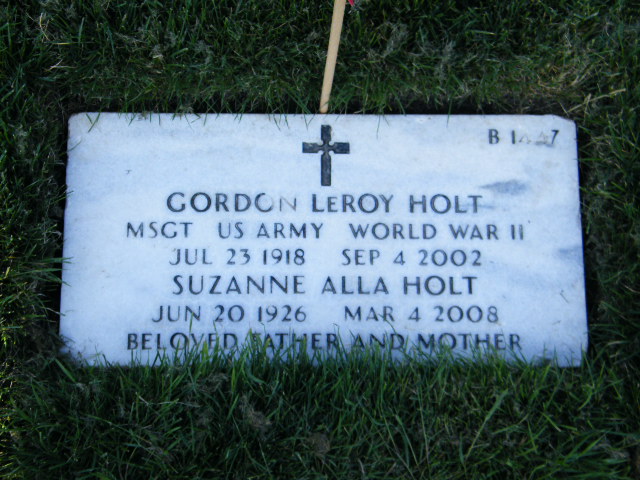 B
GORDON LEROY HOLT
MSGT US ARMY WORLD WAR II
JUL 23 1918 SEP 4 2002
SUZANNE ALLA HOLT
JUN 20 1926 MAR 4 2008
BELOVED FATHER AND MOTHER